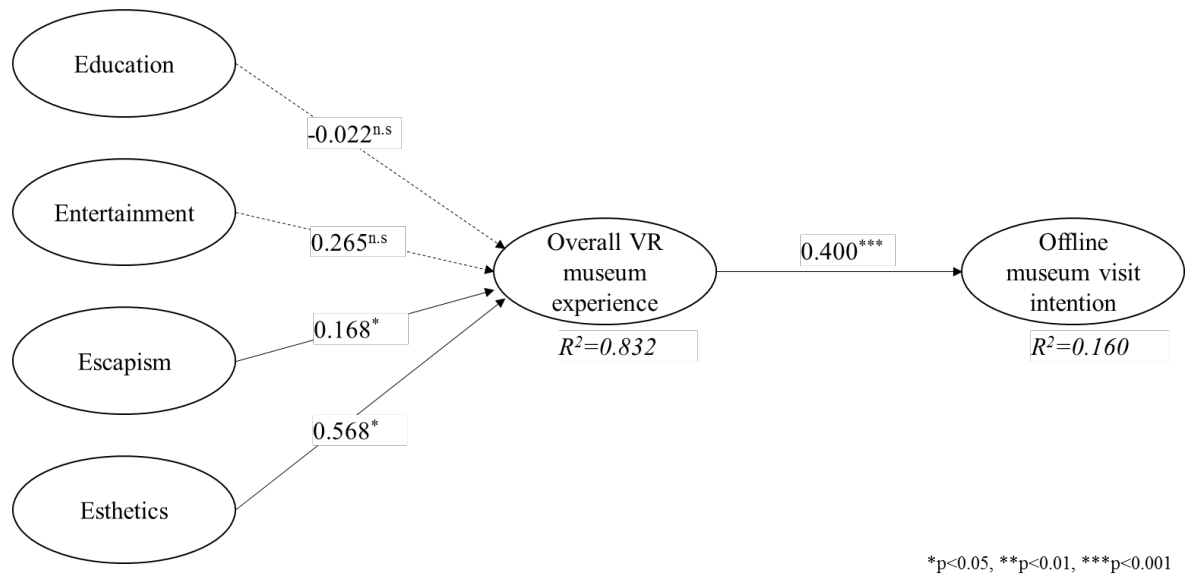 Education
-0.022n.s
Entertainment
0.265n.s
Overall VR
museum
experience
0.400***
Offline
museum visit
intention
Escapism
0.168*
R2=0.832
R2=0.160
0.568*
Esthetics
*p<0.05, **p<0.01, ***p<0.001